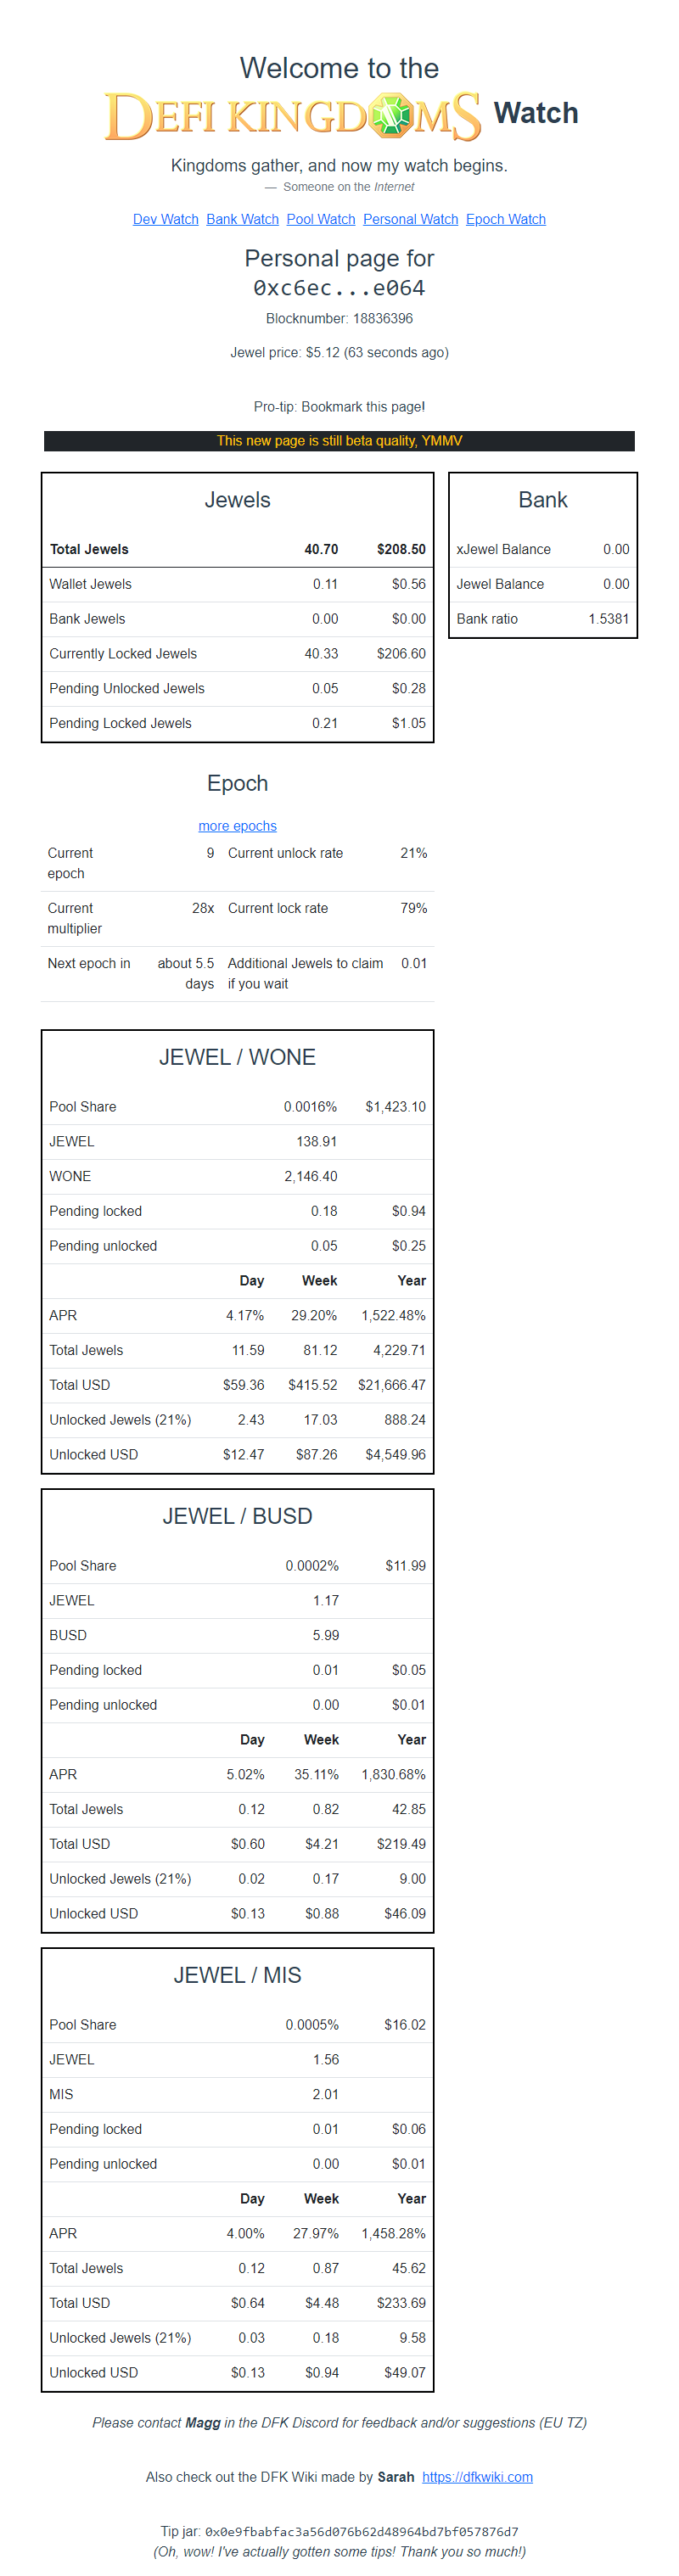 Welcome to the
DEFI KINGDOMS Watch
Kingdoms gather, and now my watch begins.
— Someone on the Internet
Dev Watch Bank Watch Pool Watch Personal Watch Epoch Watch
Personal page for
0xc6ec...e064
Blocknumber: 18836396
Jewel price: $5.12 (63 seconds ago)
Pro-tip: Bookmark this page!
This new page is still beta quality, YMMV
Jewels
Total Jewels 40.70 $208.50
Wallet Jewels 0.11 $0.56
Bank Jewels 0.00 $0.00
Currently Locked Jewels 40.33 $206.60
Pending Unlocked Jewels 0.05 $0.28
Pending Locked Jewels 0.21 $1.05
Bank
xJewel Balance 0.00
Jewel Balance 0.00
Bank ratio 1.5381
Epoch
more epochs
Current epoch 9 Current unlock rate 21%
Current multiplier 28x Current lock rate 79%
Next epoch in about 5.5 days Additional Jewels to claim if you wait 0.01
JEWEL / WONE
Pool Share 0.0016% $1,423.10
JEWEL 138.91
WONE 2,146.40
Pending locked 0.18 $0.94
Pending unlocked 0.05 $0.25
Day Week Year
APR 4.17% 29.20% 1,522.48%
Total Jewels 11.59 81.12 4,229.71
Total USD $59.36 $415.52 $21,666.47
Unlocked Jewels (21%) 2.43 17.03 888.24
Unlocked USD $12.47 $87.26 $4,549.96
JEWEL / BUSD
Pool Share 0.0002% $11.99
JEWEL 1.17
BUSD 5.99
Pending locked 0.01 $0.05
Pending unlocked 0.00 $0.01
Day Week Year
APR 5.02% 35.11% 1,830.68%
Total Jewels 0.12 0.82 42.85
Total USD $0.60 $4.21 $219.49
Unlocked Jewels (21%) 0.02 0.17 9.00
Unlocked USD $0.13 $0.88 $46.09
JEWEL / MIS
Pool Share 0.0005% $16.02
JEWEL 1.56
MIS 2.01
Pending locked 0.01 $0.06
Pending unlocked 0.00 $0.01
Day Week Year
APR 4.00% 27.97% 1,458.28%
Total Jewels 0.12 0.87 45.62
Total USD $0.64 $4.48 $233.69
Unlocked Jewels (21%) 0.03 0.18 9.58
Unlocked USD $0.13 $0.94 $49.07
Please contact Magg in the DFK Discord for feedback and/or suggestions (EU TZ)
Also check out the DFK Wiki made by Sarah https://dfkwiki.com
Tip jar: 0x0e9fbabfac3a56d076b62d48964bd7bf057876d7
(Oh, wow! I've actually gotten some tips! Thank you so much!)